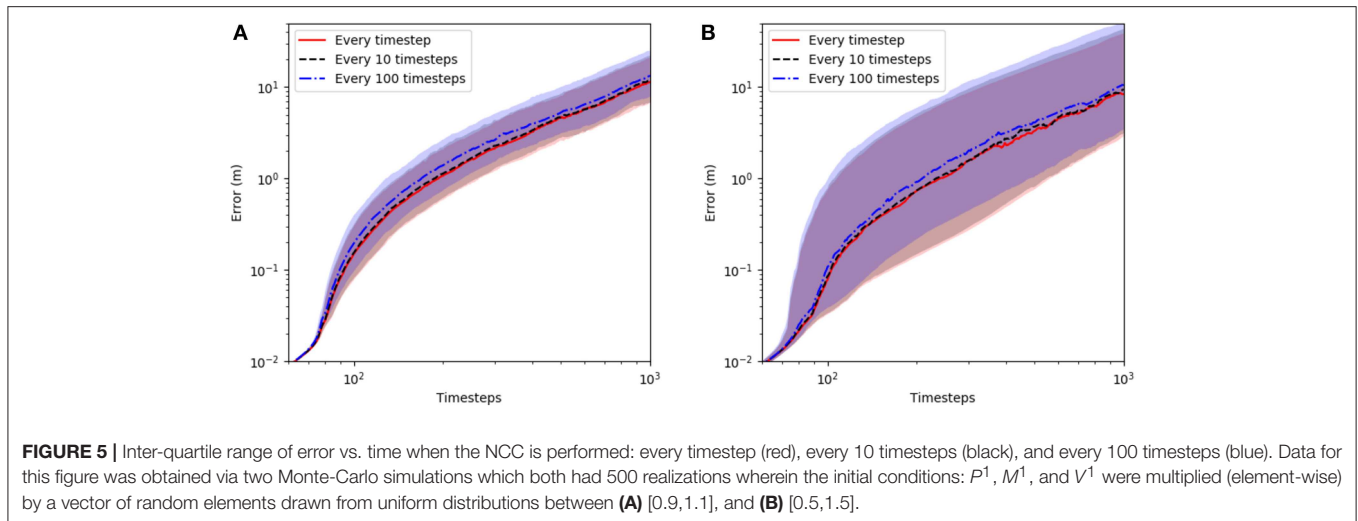 A
Every timestep
Every 10 timesteps
Every 100 timesteps
10^1
10^0
10^-1
10^-2
Error (m)
10^2
10^3
Timesteps
B
Every timestep
Every 10 timesteps
Every 100 timesteps
10^1
10^0
10^-1
10^-2
Error (m)
10^2
10^3
Timesteps
FIGURE 5 | Inter-quartile range of error vs. time when the NCC is performed: every timestep (red), every 10 timesteps (black), and every 100 timesteps (blue). Data for
this figure was obtained via two Monte-Carlo simulations which both had 500 realizations wherein the initial conditions: P^1, M^1, and V^1 were multiplied (element-wise)
by a vector of random elements drawn from uniform distributions between (A) [0.9,1.1], and (B) [0.5,1.5].